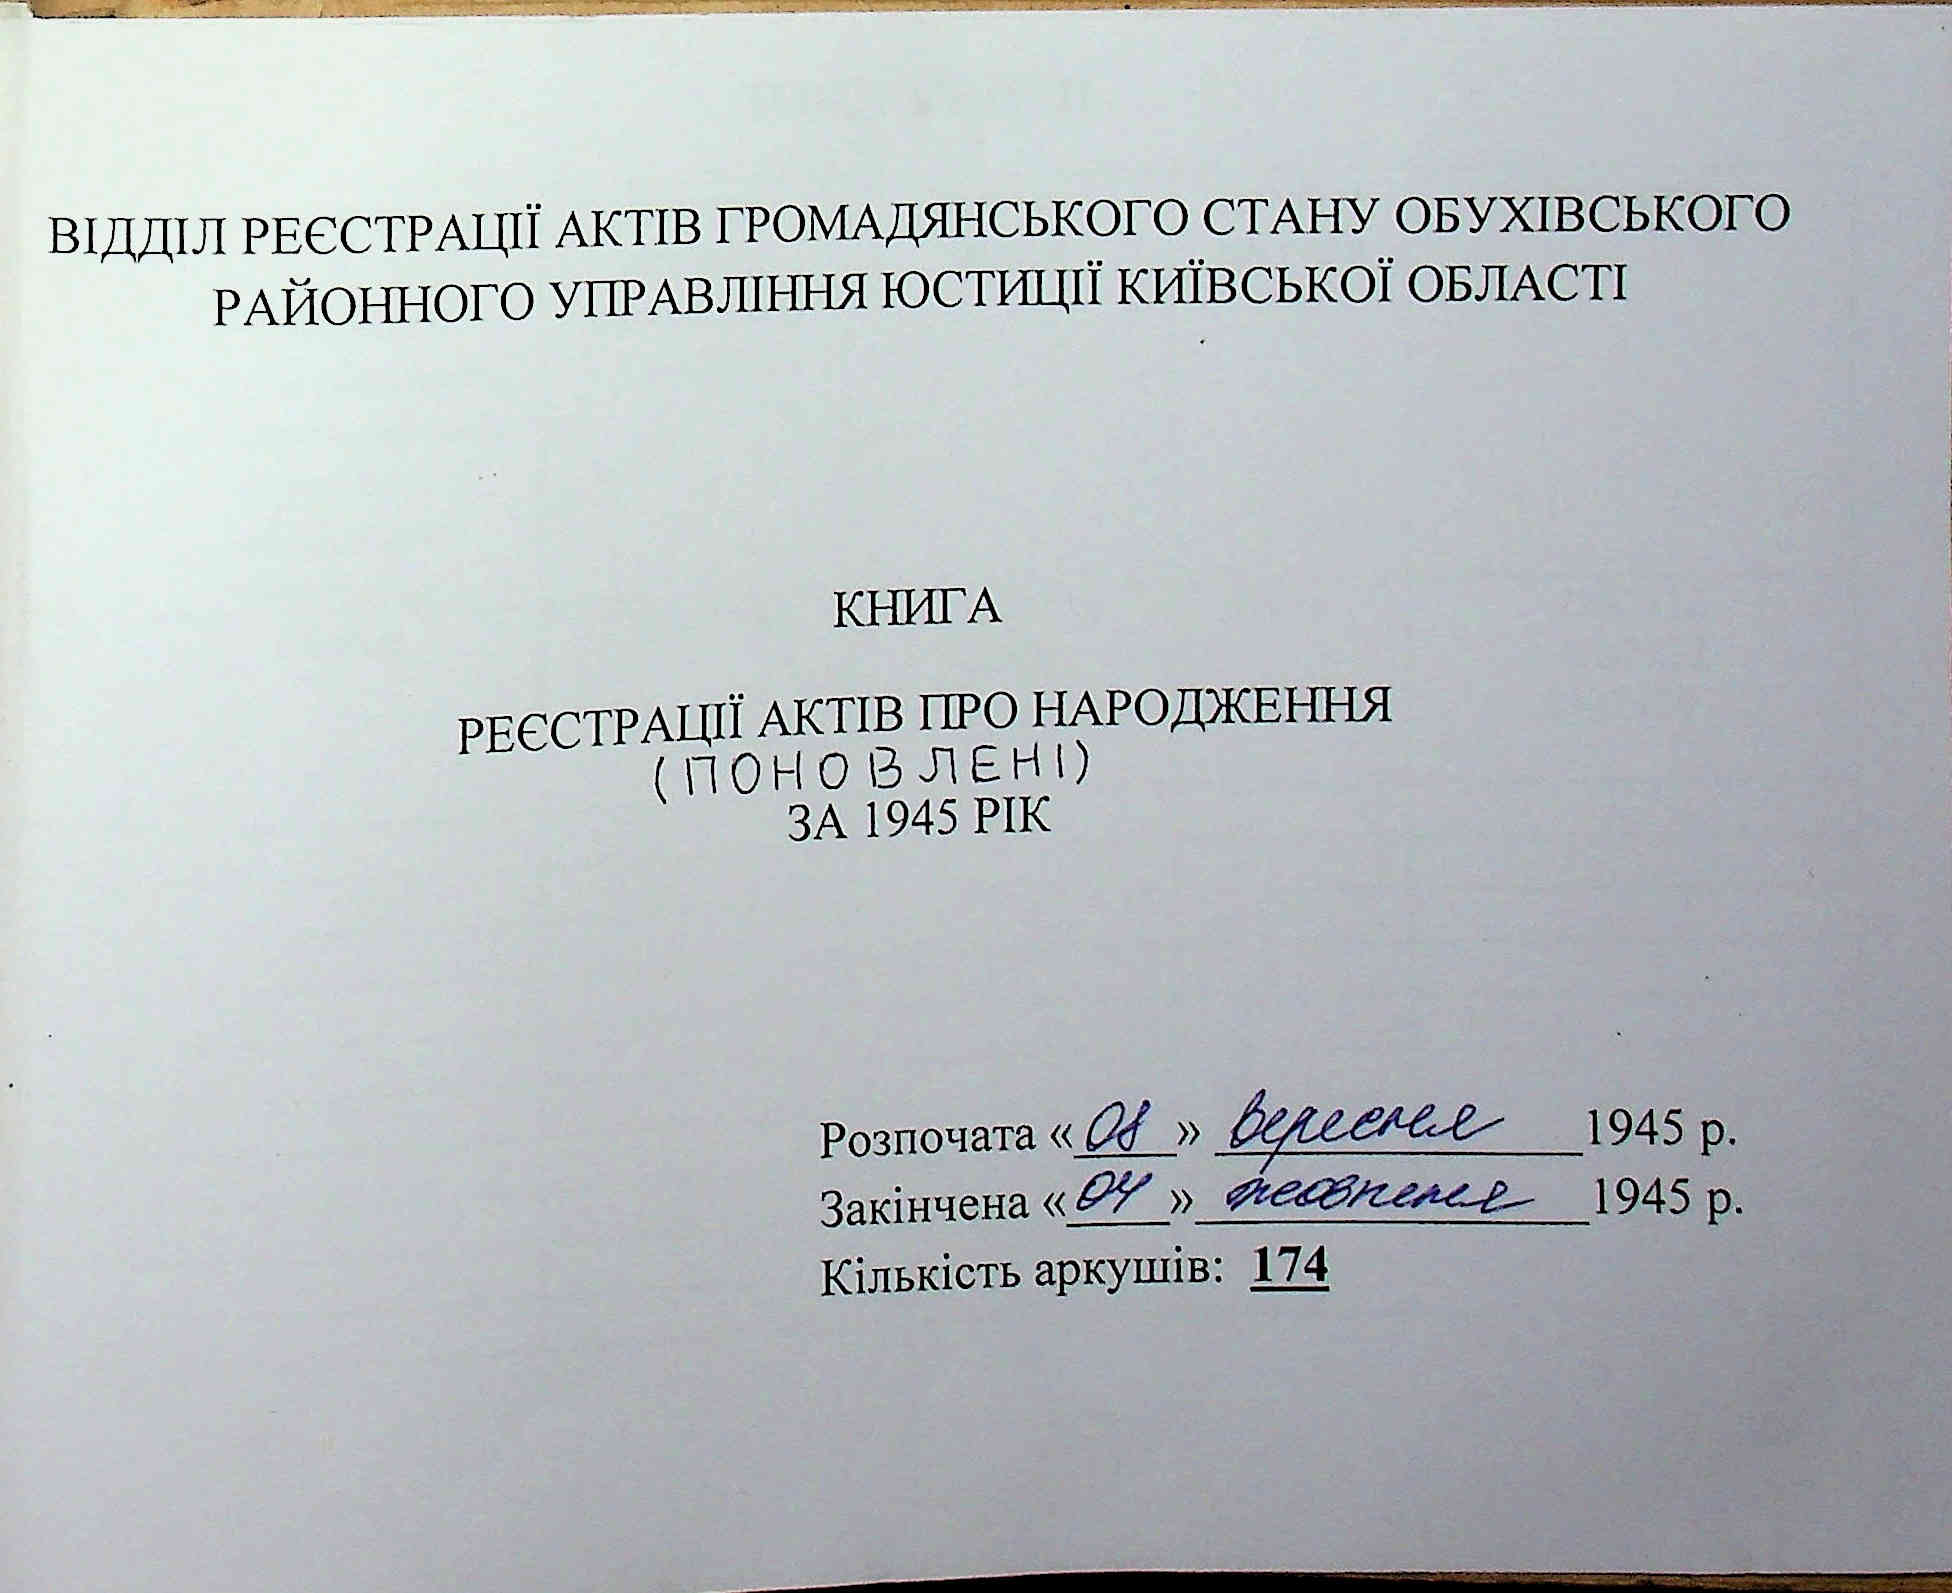 ВІДДІЛ РЕЄСТРАЦІЇ АКТІВ ГРОМАДЯНСЬКОГО СТАНУ ОБУХІВСЬКОГО
РАЙОННОГО УПРАВЛІННЯ ЮСТИЦІЇ КИЇВСЬКОЇ ОБЛАСТІ
КНИГА
РЕЄСТРАЦІЇ АКТІВ ПРО НАРОДЖЕННЯ
(ПОНОВЛЕНІ)
ЗА 1945 РІК
Розпочата «08» вересня 1945 р.
Закінчена «04» жовтня 1945 р.
Кількість аркушів: 174